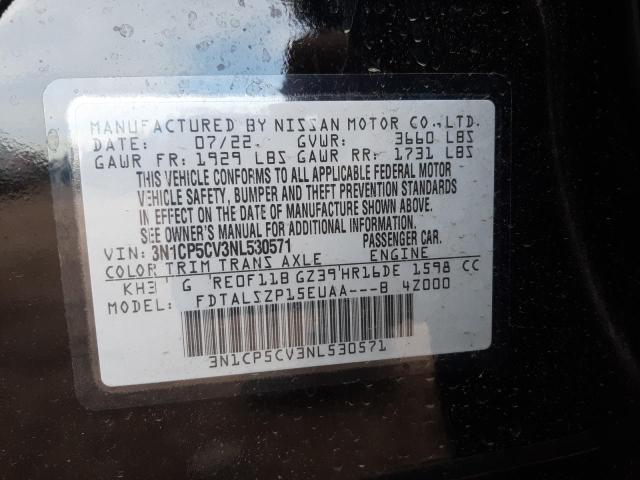 MANUFACTURED BY NISSAN MOTOR CO.,LTD.
DATE: 07/22 GVWR: 3660 LBS
GAWR FR: 1929 LBS GAWR RR: 1731 LBS
THIS VEHICLE CONFORMS TO ALL APPLICABLE FEDERAL MOTOR
VEHICLE SAFETY, BUMPER AND THEFT PREVENTION STANDARDS
IN EFFECT ON THE DATE OF MANUFACTURE SHOWN ABOVE.
SEE OWNER'S MANUAL FOR ADDITIONAL INFORMATION.
VIN: 3N1CP5CV3NL530571 PASSENGER CAR.
COLOR TRIM TRANS AXLE ENGINE
KH3 G RE0F11B GZ39 HR16DE 1598 CC
MODEL: FDTALSZP15EUAA---B 4Z000
3N1CP5CV3NL530571